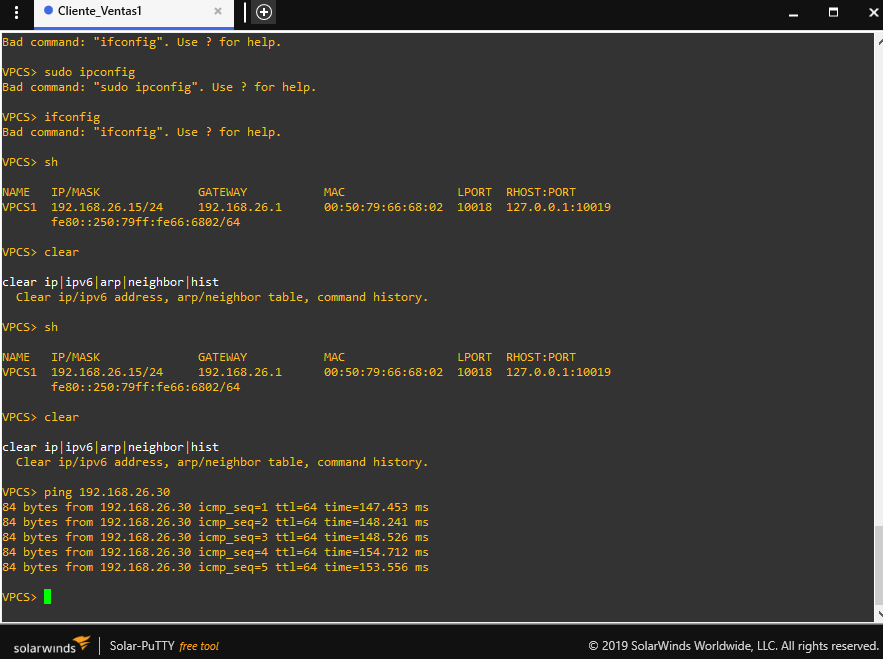 Cliente_Ventas1
Bad command: "ifconfig". Use ? for help.
VPCS> sudo ipconfig
Bad command: "sudo ipconfig". Use ? for help.
VPCS> ifconfig
Bad command: "ifconfig". Use ? for help.
VPCS> sh
NAME   IP/MASK              GATEWAY           MAC                LPORT  RHOST:PORT
VPCS1  192.168.26.15/24     192.168.26.1      00:50:79:66:68:02  10018  127.0.0.1:10019
       fe80::250:79ff:fe66:6802/64
VPCS> clear
clear ip|ipv6|arp|neighbor|hist
  Clear ip/ipv6 address, arp/neighbor table, command history.
VPCS> sh
NAME   IP/MASK              GATEWAY           MAC                LPORT  RHOST:PORT
VPCS1  192.168.26.15/24     192.168.26.1      00:50:79:66:68:02  10018  127.0.0.1:10019
       fe80::250:79ff:fe66:6802/64
VPCS> clear
clear ip|ipv6|arp|neighbor|hist
  Clear ip/ipv6 address, arp/neighbor table, command history.
VPCS> ping 192.168.26.30
84 bytes from 192.168.26.30 icmp_seq=1 ttl=64 time=147.453 ms
84 bytes from 192.168.26.30 icmp_seq=2 ttl=64 time=148.241 ms
84 bytes from 192.168.26.30 icmp_seq=3 ttl=64 time=148.526 ms
84 bytes from 192.168.26.30 icmp_seq=4 ttl=64 time=154.712 ms
84 bytes from 192.168.26.30 icmp_seq=5 ttl=64 time=153.556 ms
VPCS>
solarwinds | Solar-PuTTY free tool © 2019 SolarWinds Worldwide, LLC. All rights reserved.